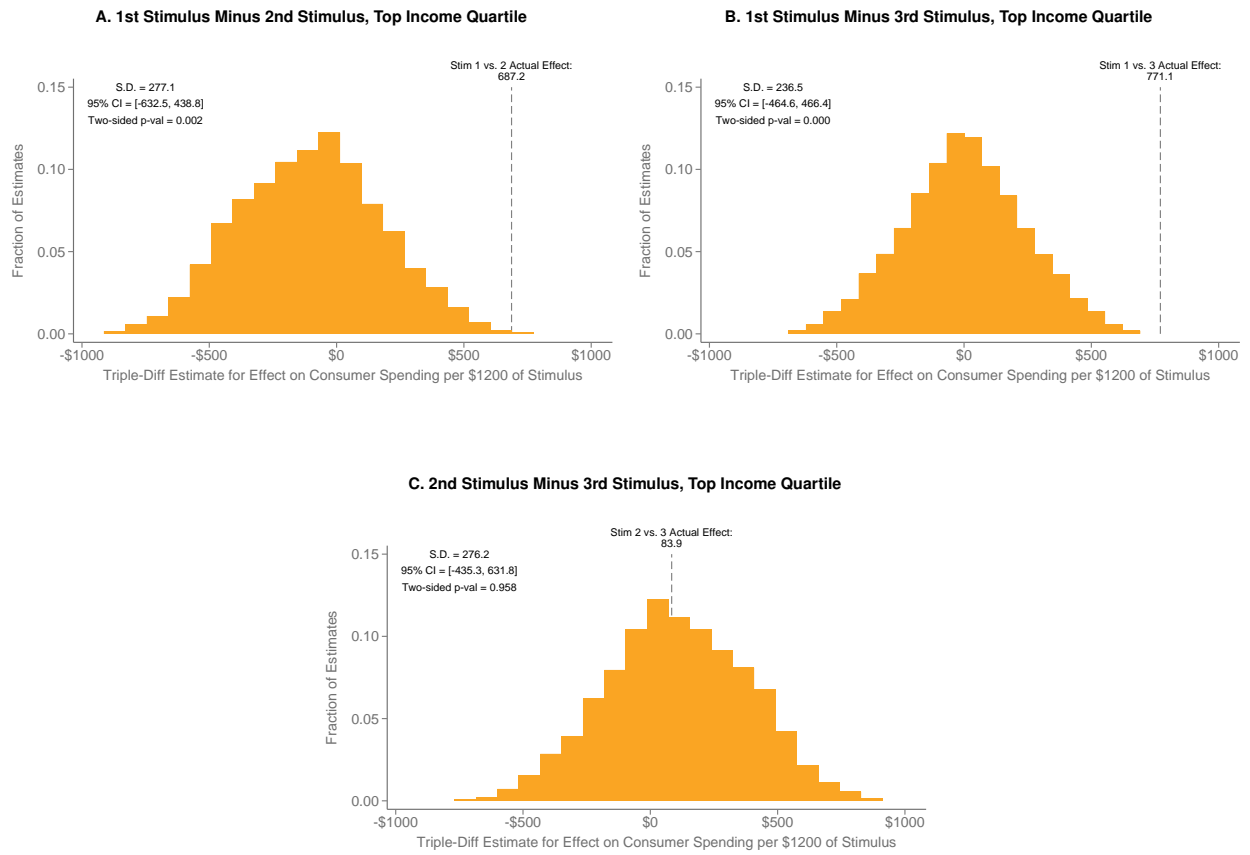 A. 1st Stimulus Minus 2nd Stimulus, Top Income Quartile
Stim 1 vs. 2 Actual Effect:
687.2
S.D. = 277.1
95% CI = [-632.5, 438.8]
Two-sided p-val = 0.002
Fraction of Estimates
0.15
0.10
0.05
0.00
-$1000
-$500
$0
$500
$1000
Triple-Diff Estimate for Effect on Consumer Spending per $1200 of Stimulus
B. 1st Stimulus Minus 3rd Stimulus, Top Income Quartile
Stim 1 vs. 3 Actual Effect:
771.1
S.D. = 236.5
95% CI = [-464.6, 466.4]
Two-sided p-val = 0.000
Fraction of Estimates
0.15
0.10
0.05
0.00
-$1000
-$500
$0
$500
$1000
Triple-Diff Estimate for Effect on Consumer Spending per $1200 of Stimulus
C. 2nd Stimulus Minus 3rd Stimulus, Top Income Quartile
Stim 2 vs. 3 Actual Effect:
83.9
S.D. = 276.2
95% CI = [-435.3, 631.8]
Two-sided p-val = 0.958
Fraction of Estimates
0.15
0.10
0.05
0.00
-$1000
-$500
$0
$500
$1000
Triple-Diff Estimate for Effect on Consumer Spending per $1200 of Stimulus